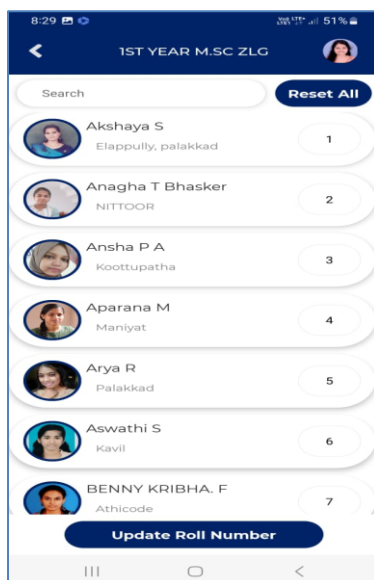 8:29 51%
1ST YEAR M.SC ZLG
Search Reset All
Akshaya S
Elappully, palakkad
1
Anagha T Bhasker
NITTOOR
2
Ansha P A
Koottupatha
3
Aparana M
Maniyat
4
Arya R
Palakkad
5
Aswathi S
Kavil
6
BENNY KRIBHA. F
Athicode
7
Update Roll Number